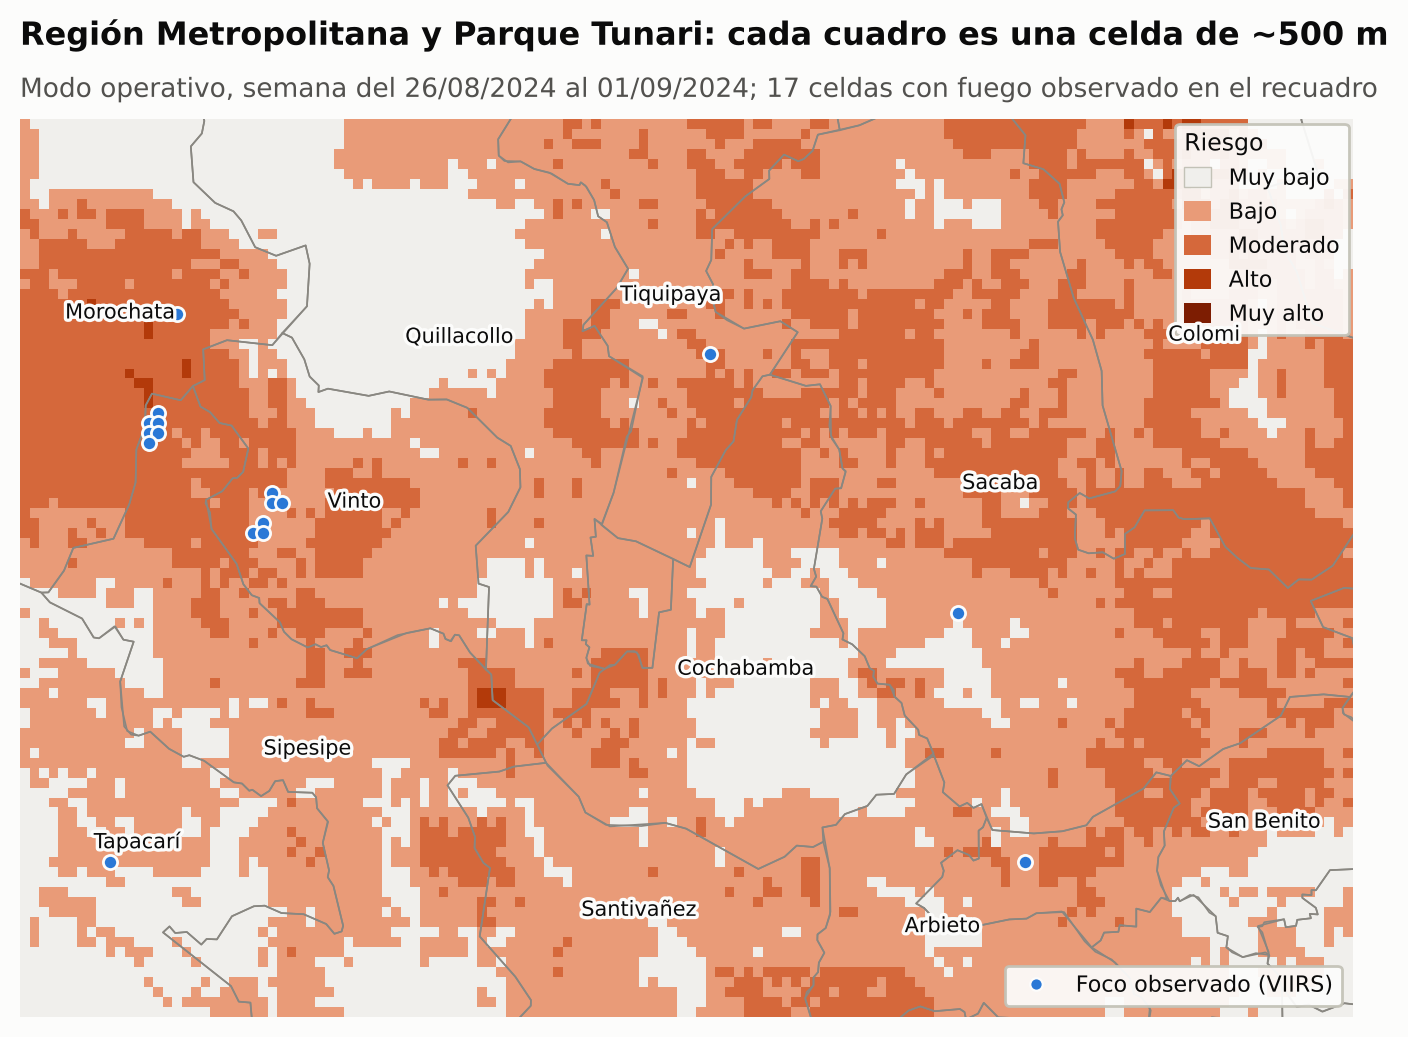 Región Metropolitana y Parque Tunari: cada cuadro es una celda de ~500 m
Modo operativo, semana del 26/08/2024 al 01/09/2024; 17 celdas con fuego observado en el recuadro
Riesgo
Muy bajo
Bajo
Moderado
Alto
Muy alto
Tiquipaya
Morochata
Quillacollo
Colomi
Sacaba
Vinto
Cochabamba
Sipesipe
San Benito
Tapacarí
Santivañez
Arbieto
Foco observado (VIIRS)